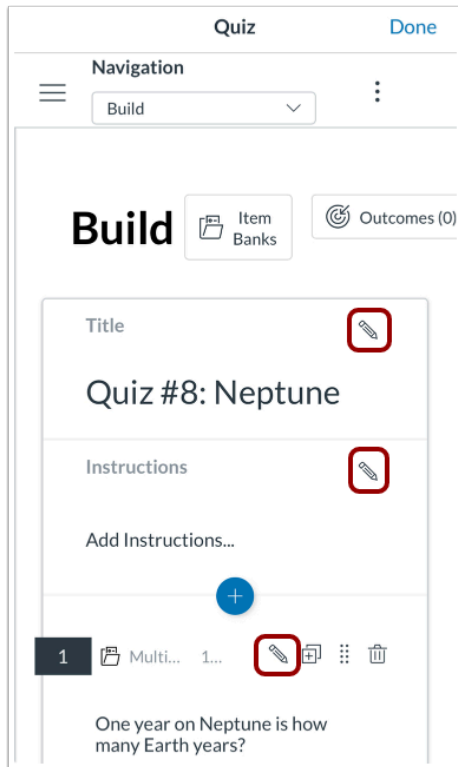 Quiz
Done
Navigation
Build
Build
Item
Banks
Outcomes (0)
Title
Quiz #8: Neptune
Instructions
Add Instructions...
1
Multi...
1...
One year on Neptune is how
many Earth years?